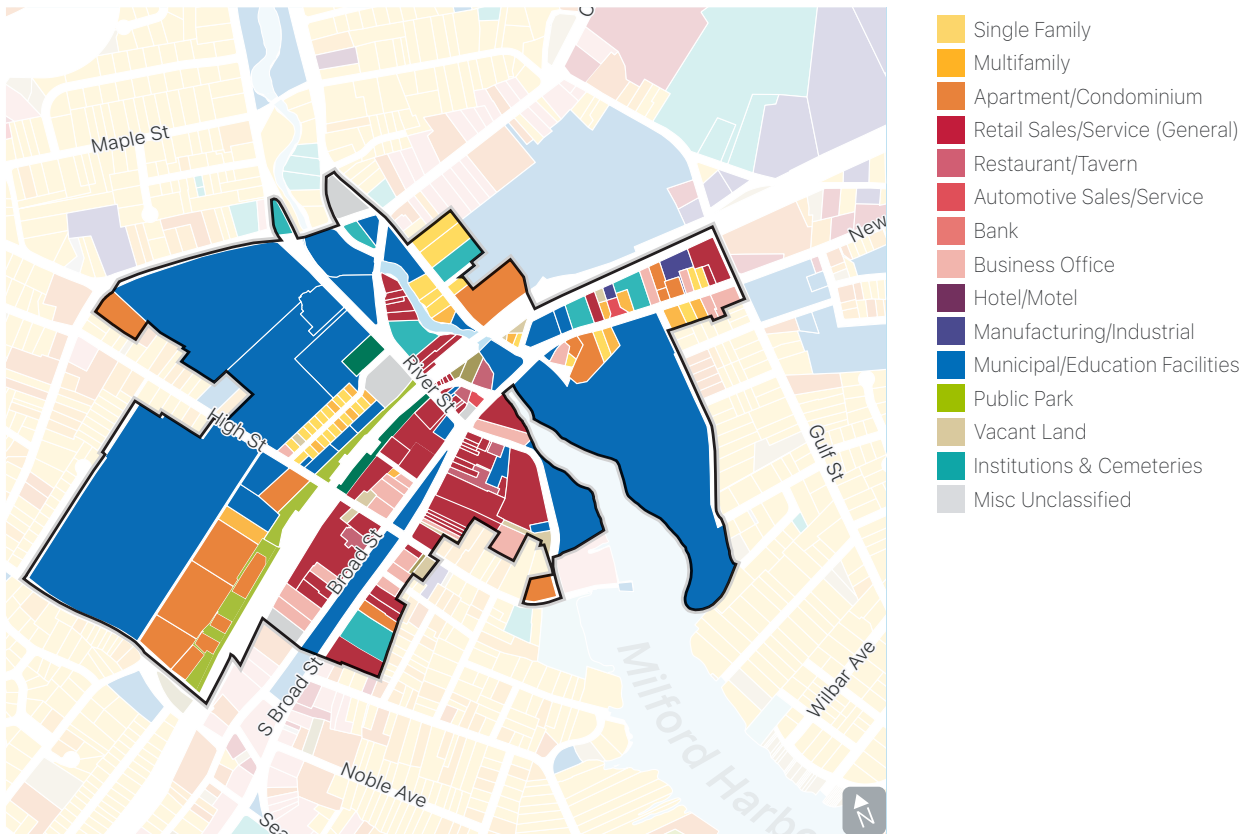 Maple St
New
River St
High St
Gulf St
Broad St
S Broad St
Milford Harb
Wilbar Ave
Noble Ave
Sea
N
Single Family
Multifamily
Apartment/Condominium
Retail Sales/Service (General)
Restaurant/Tavern
Automotive Sales/Service
Bank
Business Office
Hotel/Motel
Manufacturing/Industrial
Municipal/Education Facilities
Public Park
Vacant Land
Institutions & Cemeteries
Misc Unclassified